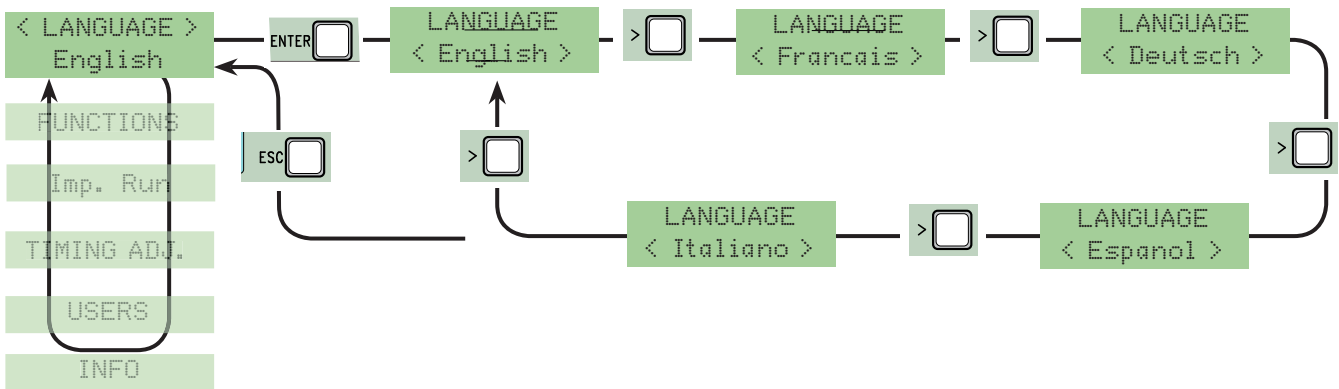 < LANGUAGE >
English
ENTER
LANGUAGE
< English >
>
LANGUAGE
< Francais >
>
LANGUAGE
< Deutsch >
>
LANGUAGE
< Espanol >
>
LANGUAGE
< Italiano >
>
ESC
FUNCTIONS
Imp. Run
TIMING ADJ.
USERS
INFO